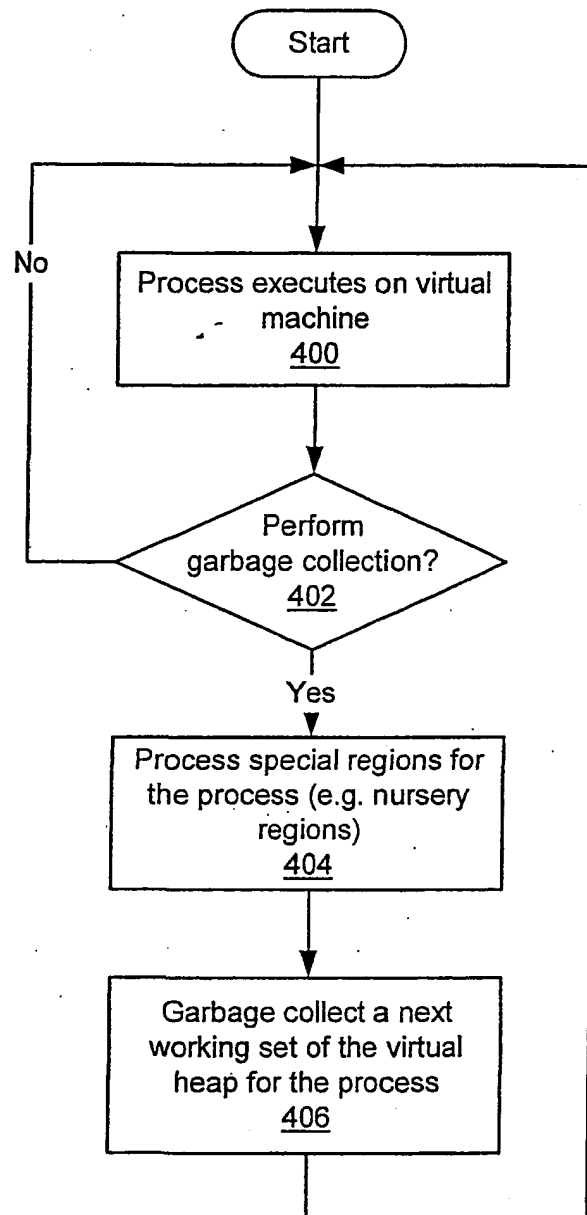 Start
No
Process executes on virtual
machine
400
Perform
garbage collection?
402
Yes
Process special regions for
the process (e.g. nursery
regions)
404
Garbage collect a next
working set of the virtual
heap for the process
406